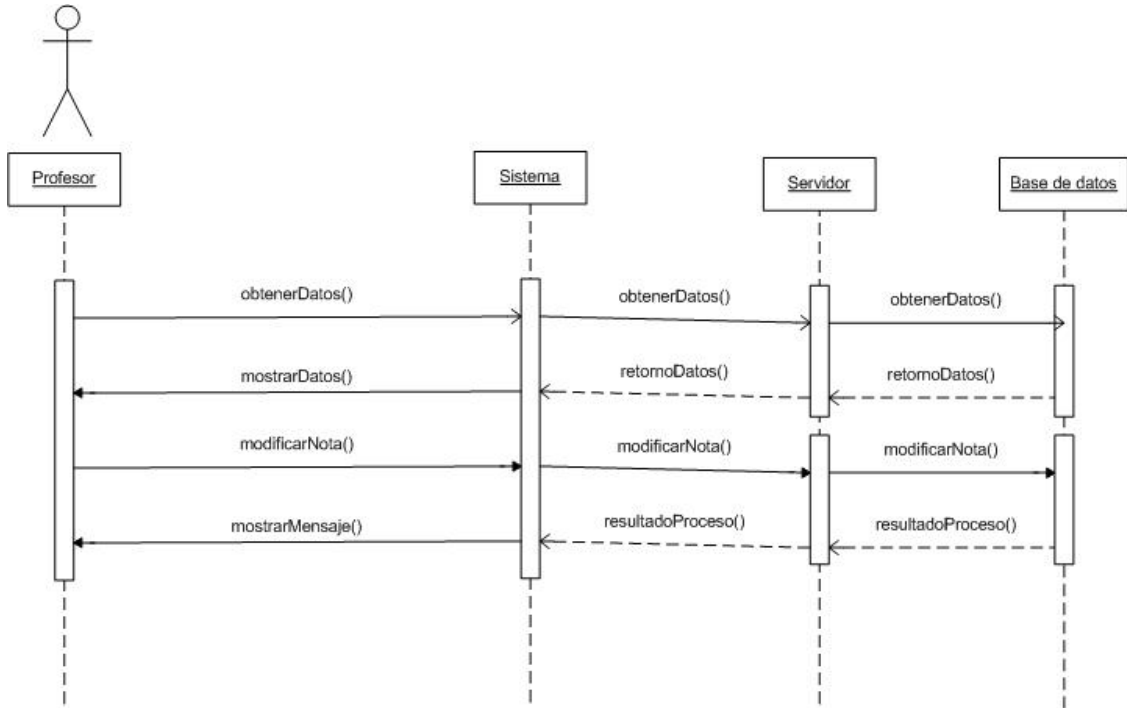 Profesor
Sistema
Servidor
Base de datos
obtenerDatos()
obtenerDatos()
obtenerDatos()
mostrarDatos()
retornoDatos()
retornoDatos()
modificarNota()
modificarNota()
modificarNota()
mostrarMensaje()
resultadoProceso()
resultadoProceso()